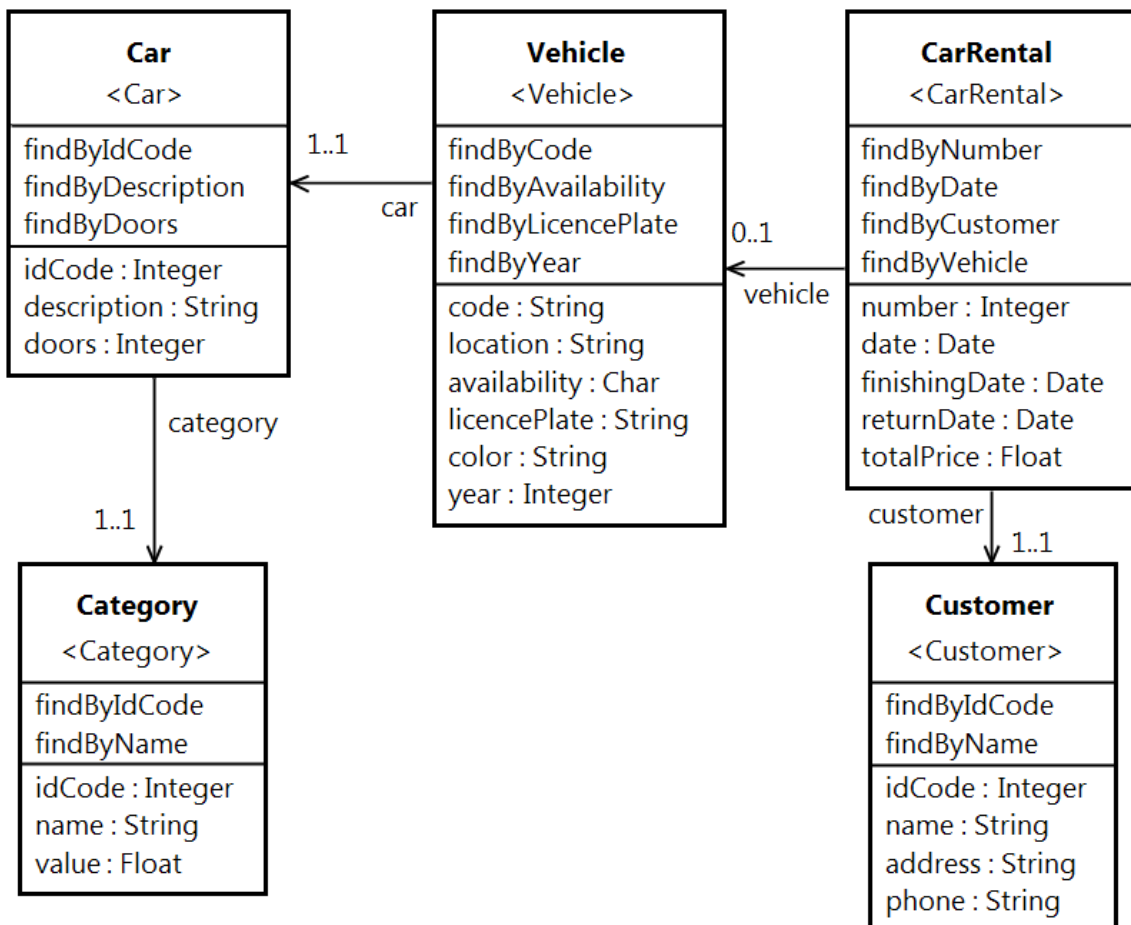 Car
<Car>
findByIdCode
findByDescription
findByDoors
idCode : Integer
description : String
doors : Integer
1..1
car
Vehicle
<Vehicle>
findByCode
findByAvailability
findByLicencePlate
findByYear
code : String
location : String
availability : Char
licencePlate : String
color : String
year : Integer
0..1
vehicle
CarRental
<CarRental>
findByNumber
findByDate
findByCustomer
findByVehicle
number : Integer
date : Date
finishingDate : Date
returnDate : Date
totalPrice : Float
category
1..1
customer
1..1
Category
<Category>
findByIdCode
findByName
idCode : Integer
name : String
value : Float
Customer
<Customer>
findByIdCode
findByName
idCode : Integer
name : String
address : String
phone : String